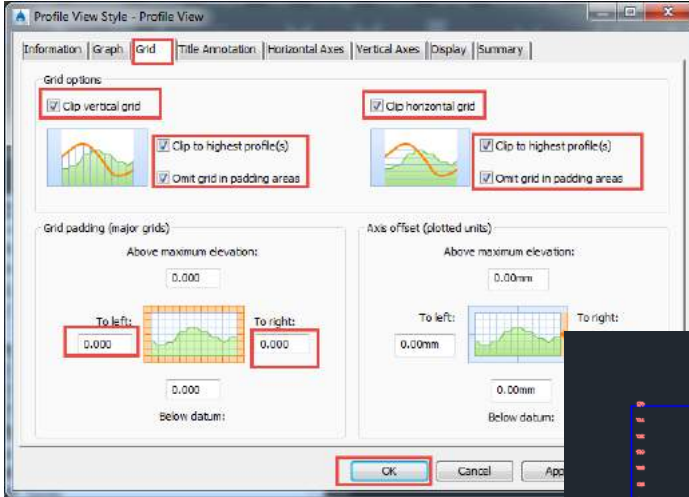 Profile View Style - Profile View
Information Graph Grid Title Annotation Horizontal Axes Vertical Axes Display Summary
Grid options
Clip vertical grid
Clip horizontal grid
Clip to highest profile(s)
Omit grid in padding areas
Clip to highest profile(s)
Omit grid in padding areas
Grid padding (major grids)
Above maximum elevation:
0.000
To left:
0.000
To right:
0.000
0.000
Below datum:
Axis offset (plotted units)
Above maximum elevation:
0.00mm
To left:
0.00mm
To right:
0.00mm
Below datum:
OK Cancel App